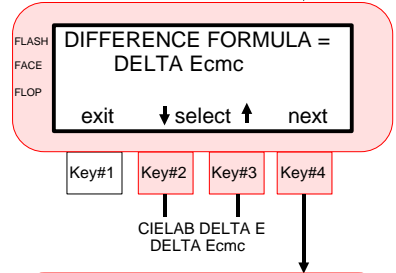 FLASH
FACE
FLOP
DIFFERENCE FORMULA =
DELTA Ecmc
exit select next
Key#1 Key#2 Key#3 Key#4
CIELAB DELTA E
DELTA Ecmc